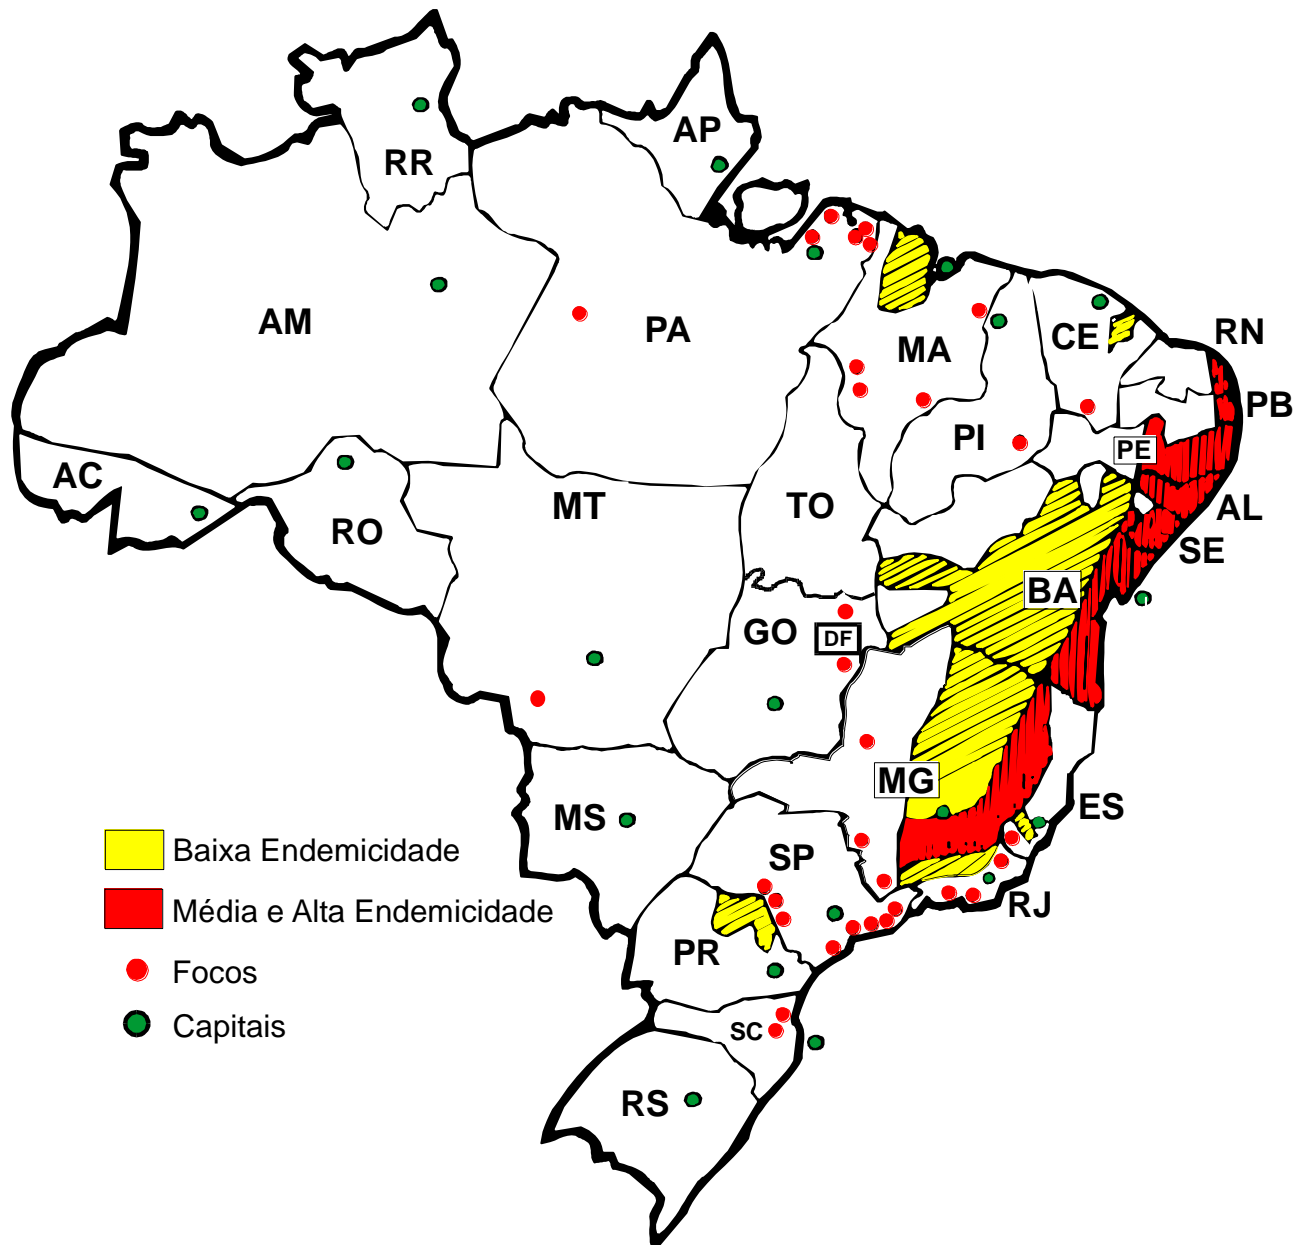 AP
RR
AM
PA
MA
CE
RN
PB
PI
PE
AC
RO
MT
TO
AL
SE
BA
GO
DF
MG
ES
MS
SP
RJ
PR
SC
RS
Baixa Endemicidade
Média e Alta Endemicidade
Focos
Capitais